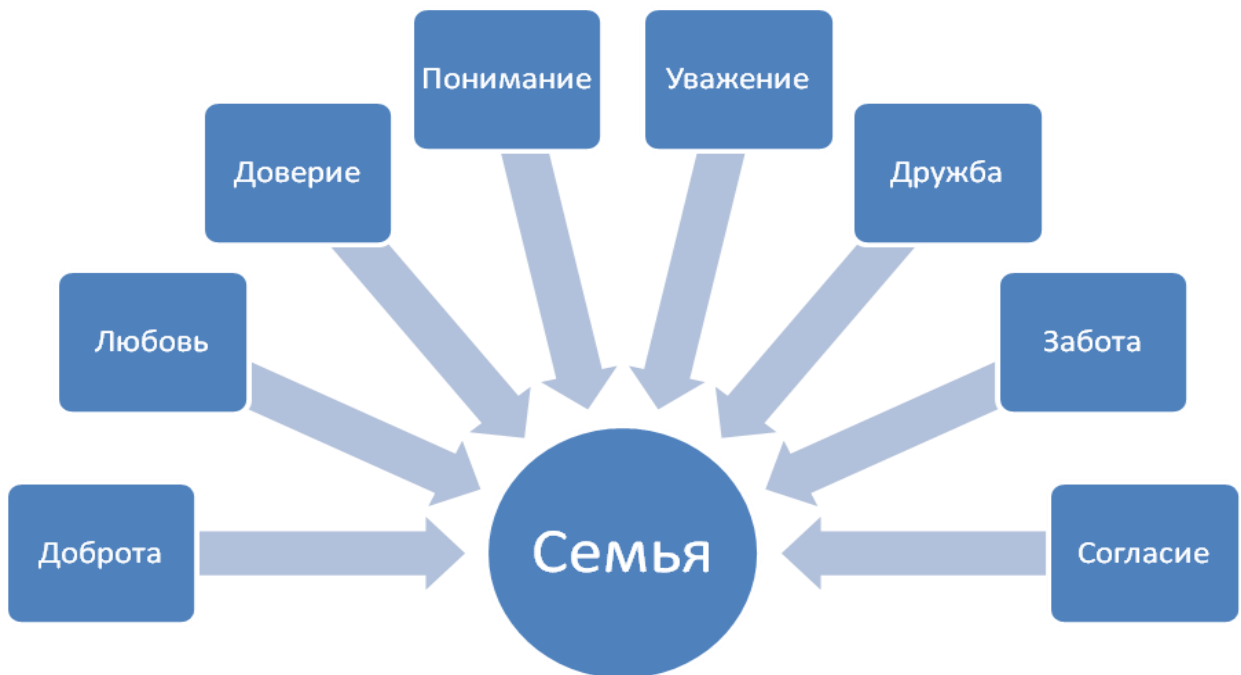 Понимание
Уважение
Доверие
Дружба
Любовь
Забота
Доброта
Семья
Согласие